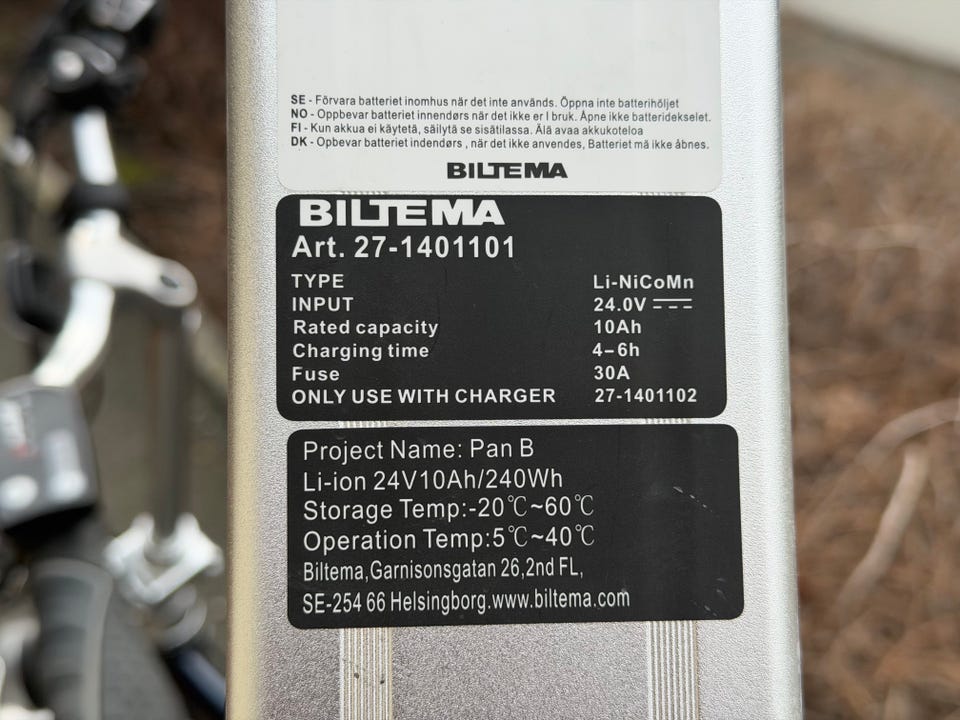 SE - Förvara batteriet inomhus när det inte används. Öppna inte batterihöljet
NO - Oppbevar batteriet innendørs når det ikke er I bruk. Åpne ikke batteridekselet.
FI - Kun akkua ei käytetä, säilytä se sisätilassa. Älä avaa akkukoteloa
DK - Opbevar batteriet indendørs , når det ikke anvendes, Batteriet må ikke åbnes.
BILTEMA
BILTEMA
Art. 27-1401101
TYPE Li-NiCoMn
INPUT 24.0V ⎓
Rated capacity 10Ah
Charging time 4–6h
Fuse 30A
ONLY USE WITH CHARGER 27-1401102
Project Name: Pan B
Li-ion 24V10Ah/240Wh
Storage Temp:-20℃~60℃
Operation Temp:5℃~40℃
Biltema,Garnisonsgatan 26,2nd FL,
SE-254 66 Helsingborg.www.biltema.com